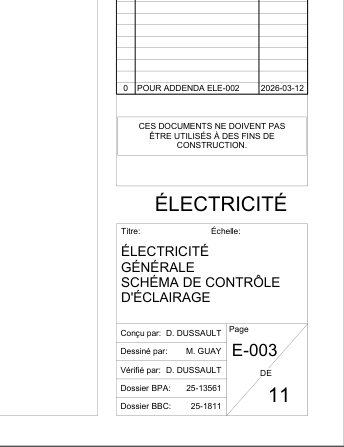 0 POUR ADDENDA ELE-002 2026-03-12
CES DOCUMENTS NE DOIVENT PAS
ÊTRE UTILISÉS À DES FINS DE
CONSTRUCTION.
ÉLECTRICITÉ
Titre: Échelle:
ÉLECTRICITÉ
GÉNÉRALE
SCHÉMA DE CONTRÔLE
D'ÉCLAIRAGE
Conçu par: D. DUSSAULT
Dessiné par: M. GUAY
Vérifié par: D. DUSSAULT
Dossier BPA: 25-13561
Dossier BBC: 25-1811
Page
E-003
DE
11